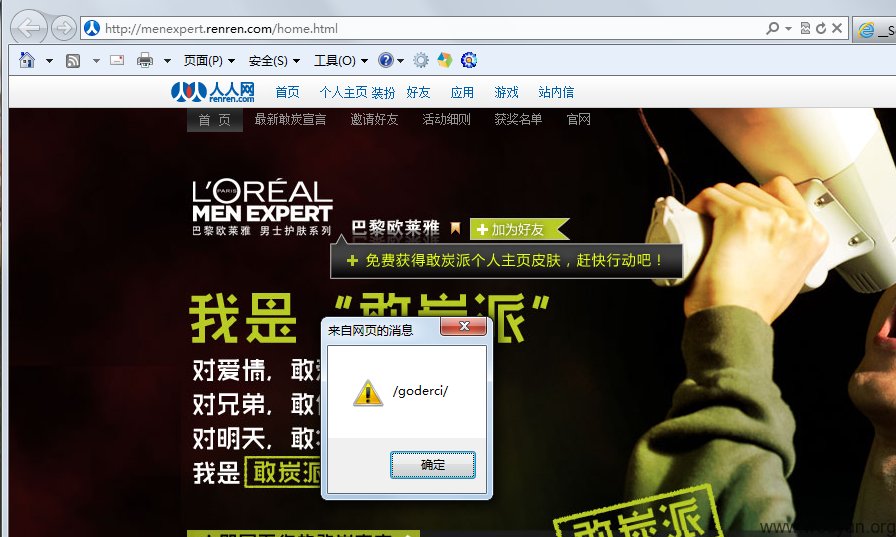 http://menexpert.renren.com/home.html
页面(P) 安全(S) 工具(O)
人人网 renren.com 首页 个人主页 装扮 好友 应用 游戏 站内信
首 页 最新敢炭宣言 邀请好友 活动细则 获奖名单 官网
L'ORÉAL
PARIS
MEN EXPERT
巴黎欧莱雅 男士护肤系列
巴黎欧莱雅 加为好友
免费获得敢炭派个人主页皮肤，赶快行动吧！
我是“敢炭派”
来自网页的消息
对爱情，敢
/goderci/
对兄弟，敢
对明天，敢
确定
我是 敢炭派
敢炭派